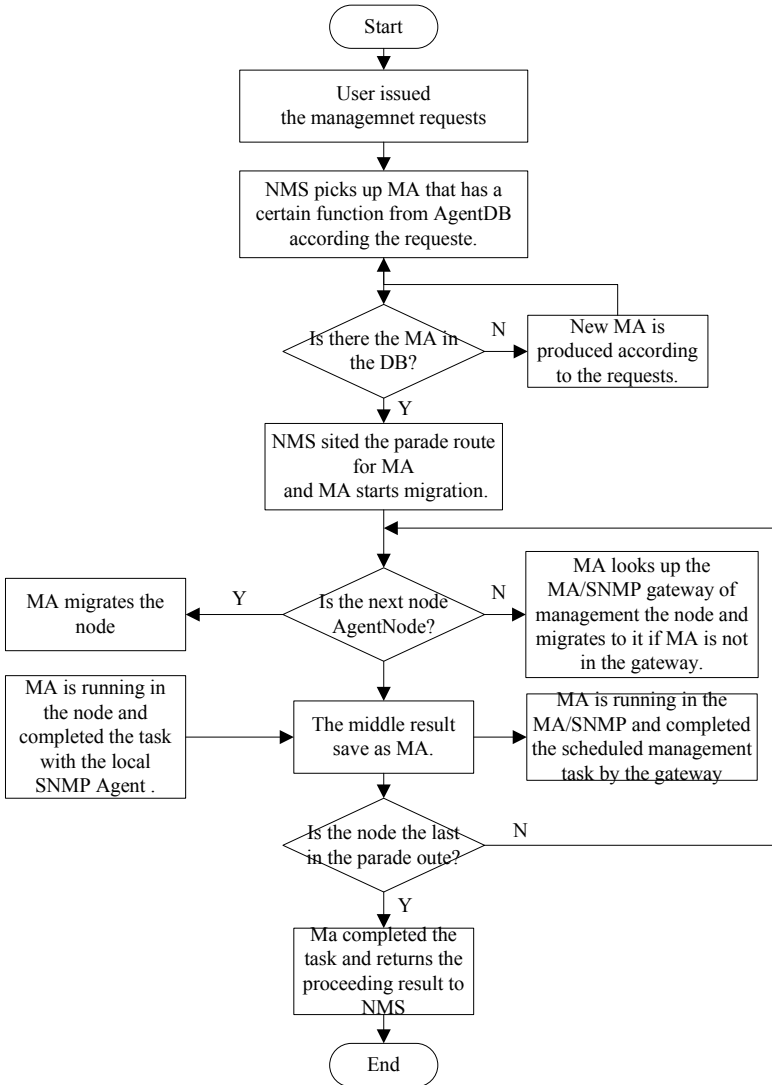 Start
User issued
the managemnet requests
NMS picks up MA that has a
certain function from AgentDB
according the requeste.
Is there the MA in
the DB?
N
New MA is
produced according
to the requests.
Y
NMS sited the parade route
for MA
and MA starts migration.
MA migrates the
node
Y
Is the next node
AgentNode?
N
MA looks up the
MA/SNMP gateway of
management the node and
migrates to it if MA is not
in the gateway.
MA is running in
the node and
completed the task
with the local
SNMP Agent .
The middle result
save as MA.
MA is running in the
MA/SNMP and completed
the scheduled management
task by the gateway
Is the node the last
in the parade oute?
N
Y
Ma completed the
task and returns the
proceeding result to
NMS
End